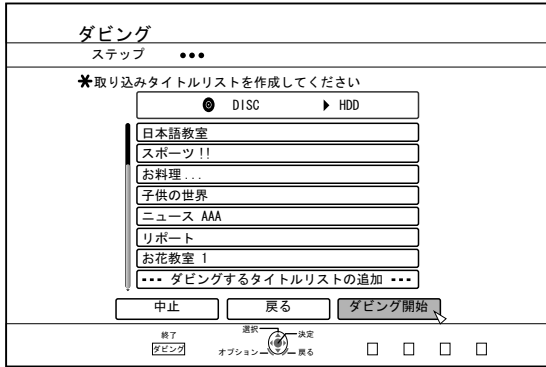 ダビング
ステップ •••
*取り込みタイトルリストを作成してください
DISC ▶ HDD
日本語教室
スポーツ!!
お料理...
子供の世界
ニュース AAA
リポート
お花教室 1
--- ダビングするタイトルリストの追加 ---
中止 戻る ダビング開始
終了 選択 決定
ダビング オプション 戻る